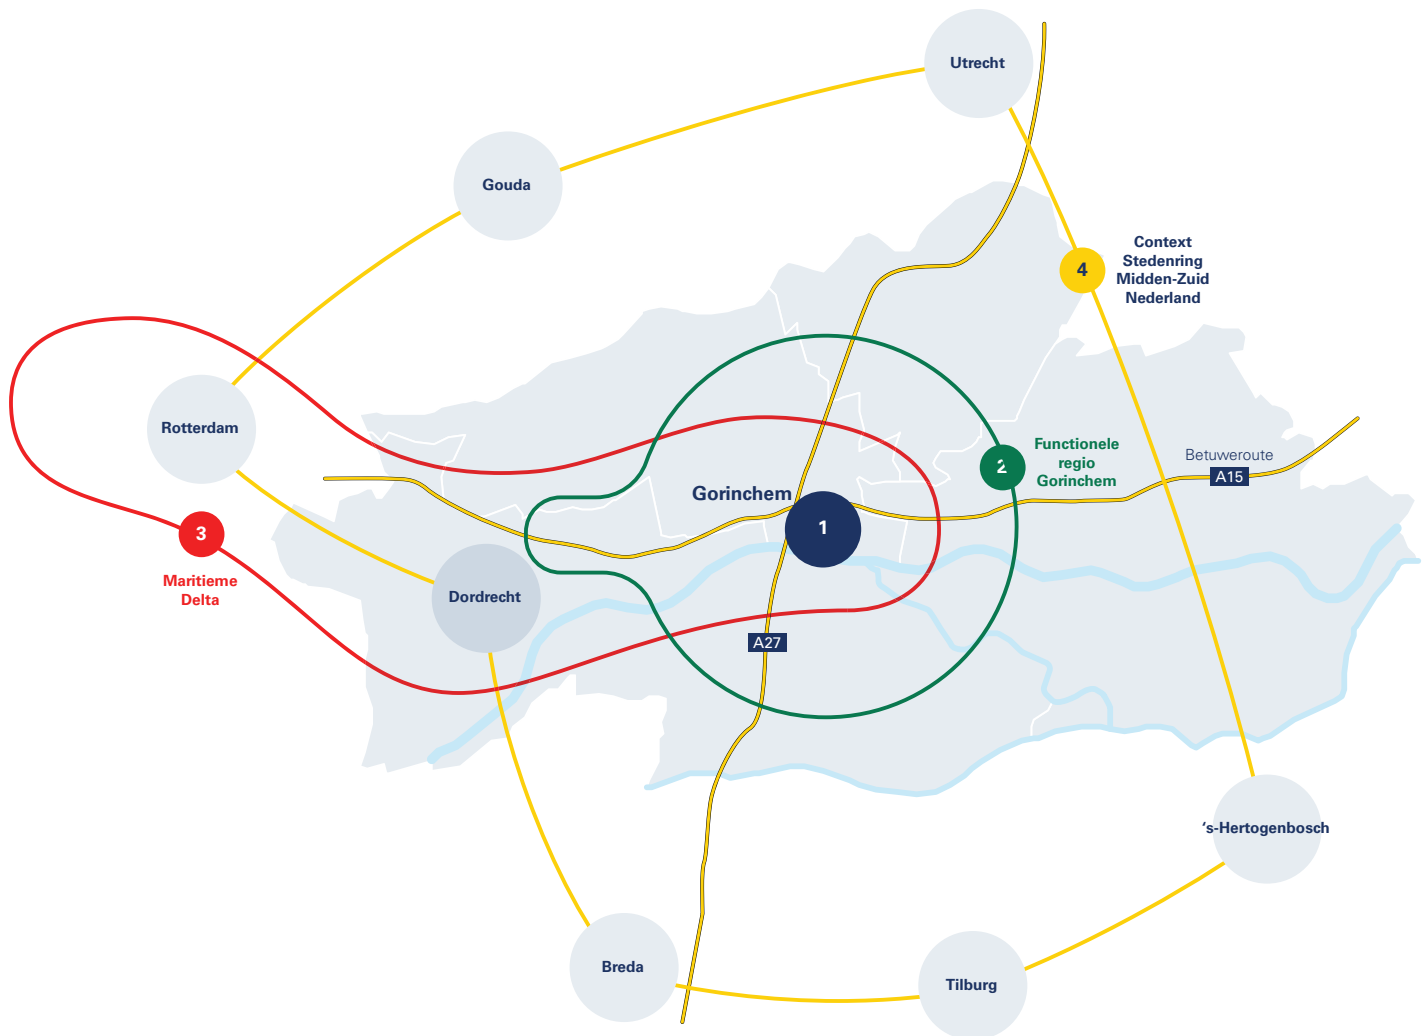 Utrecht
Gouda
4
Context
Stedenring
Midden-Zuid
Nederland
Rotterdam
Functionele
regio
Gorinchem
2
Betuweroute
A15
Gorinchem
1
3
Maritieme
Delta
Dordrecht
A27
‘s-Hertogenbosch
Breda
Tilburg